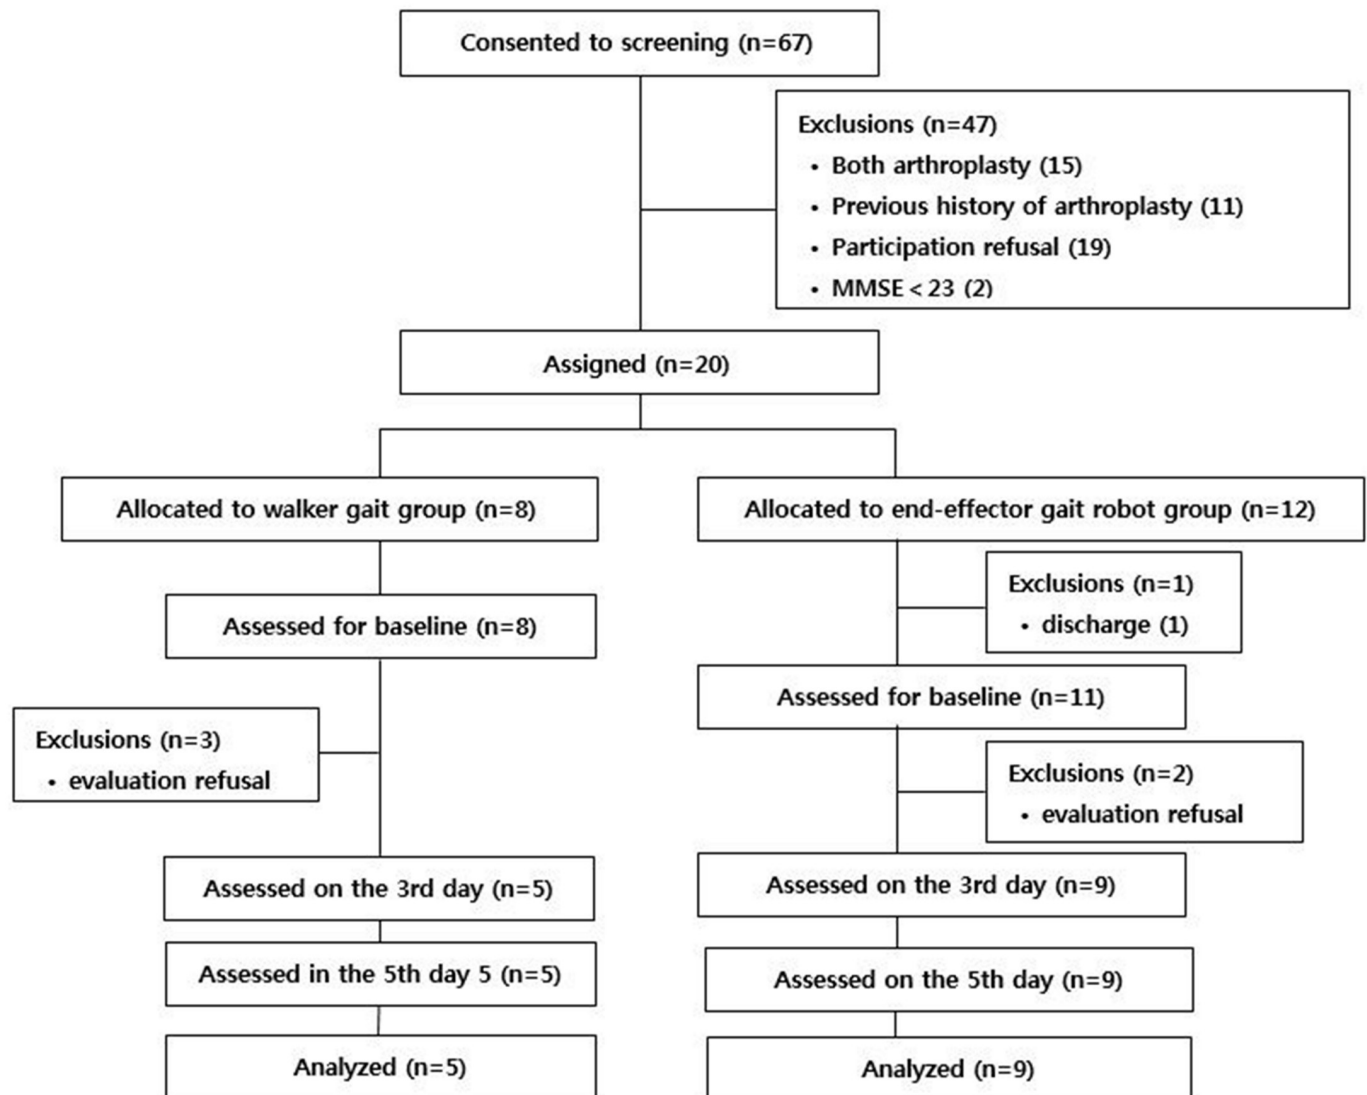 Consented to screening (n=67)
Exclusions (n=47)
• Both arthroplasty (15)
• Previous history of arthroplasty (11)
• Participation refusal (19)
• MMSE < 23 (2)
Assigned (n=20)
Allocated to walker gait group (n=8)
Allocated to end-effector gait robot group (n=12)
Exclusions (n=1)
• discharge (1)
Assessed for baseline (n=8)
Assessed for baseline (n=11)
Exclusions (n=3)
• evaluation refusal
Exclusions (n=2)
• evaluation refusal
Assessed on the 3rd day (n=5)
Assessed on the 3rd day (n=9)
Assessed in the 5th day 5 (n=5)
Assessed on the 5th day (n=9)
Analyzed (n=5)
Analyzed (n=9)